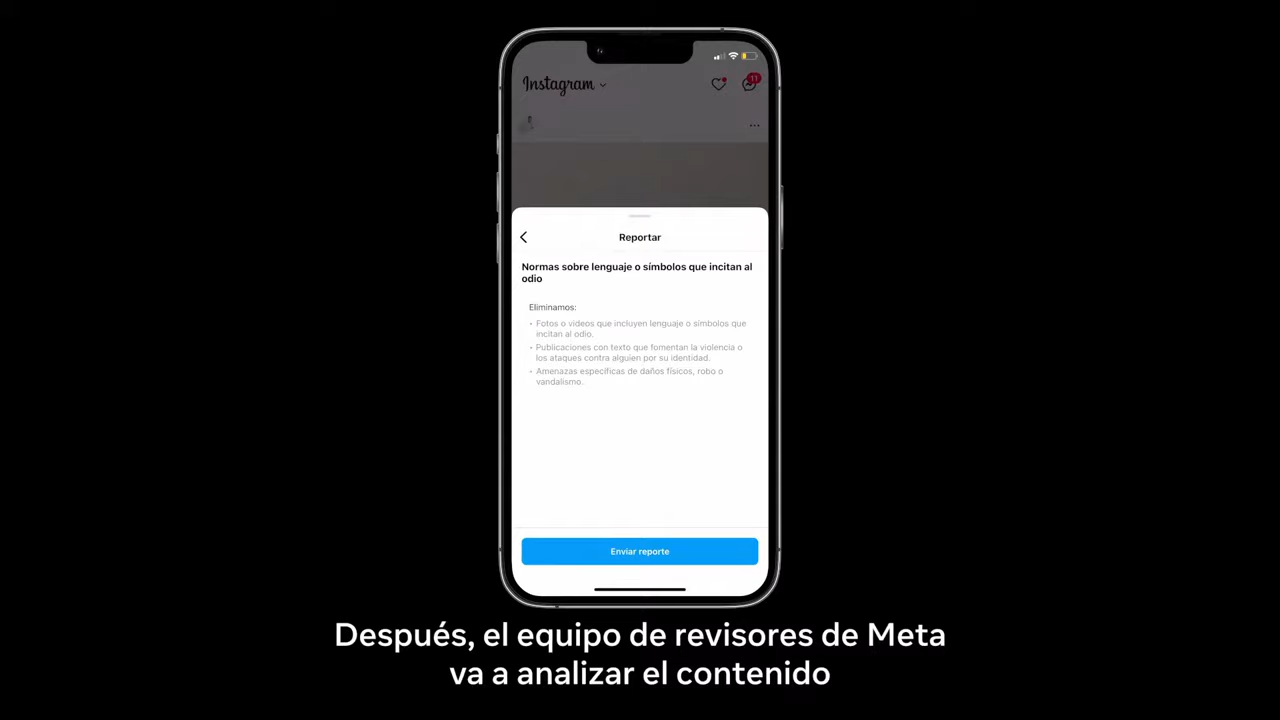 Instagram
11
Reportar
Normas sobre lenguaje o símbolos que incitan al
odio
Eliminamos:
• Fotos o videos que incluyen lenguaje o símbolos que
incitan al odio.
• Publicaciones con texto que fomentan la violencia o
los ataques contra alguien por su identidad.
• Amenazas específicas de daños físicos, robo o
vandalismo.
Enviar reporte
Después, el equipo de revisores de Meta
va a analizar el contenido